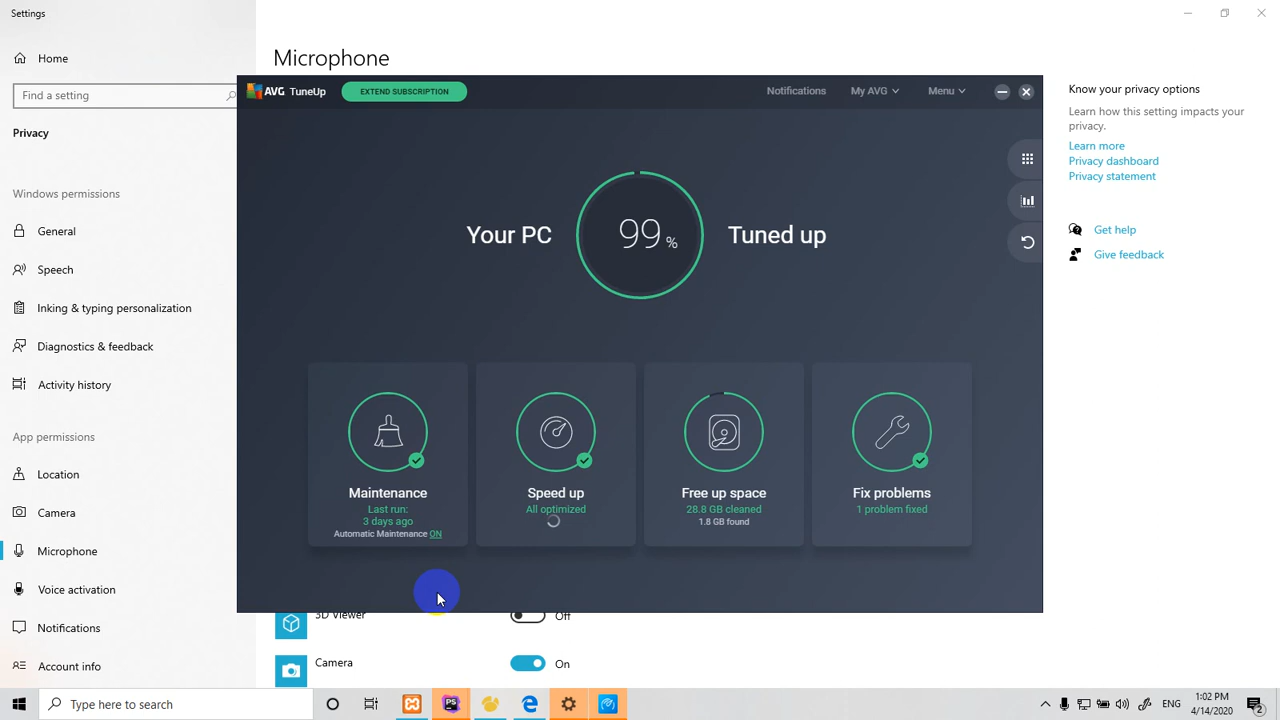 Settings
Home
Find a setting
Privacy
Windows permissions
General
Speech
Inking & typing personalization
Diagnostics & feedback
Activity history
App permissions
Location
Camera
Microphone
Voice activation
Notifications
Account info
Microphone
AVG TuneUp
EXTEND SUBSCRIPTION
Notifications
My AVG
Menu
Your PC
99 %
Tuned up
Maintenance
Last run:
3 days ago
Automatic Maintenance ON
Speed up
All optimized
Free up space
28.8 GB cleaned
1.8 GB found
Fix problems
1 problem fixed
3D Viewer
Off
Camera
On
Know your privacy options
Learn how this setting impacts your
privacy.
Learn more
Privacy dashboard
Privacy statement
Get help
Give feedback
Type here to search
PS
ENG
1:02 PM
4/14/2020
2